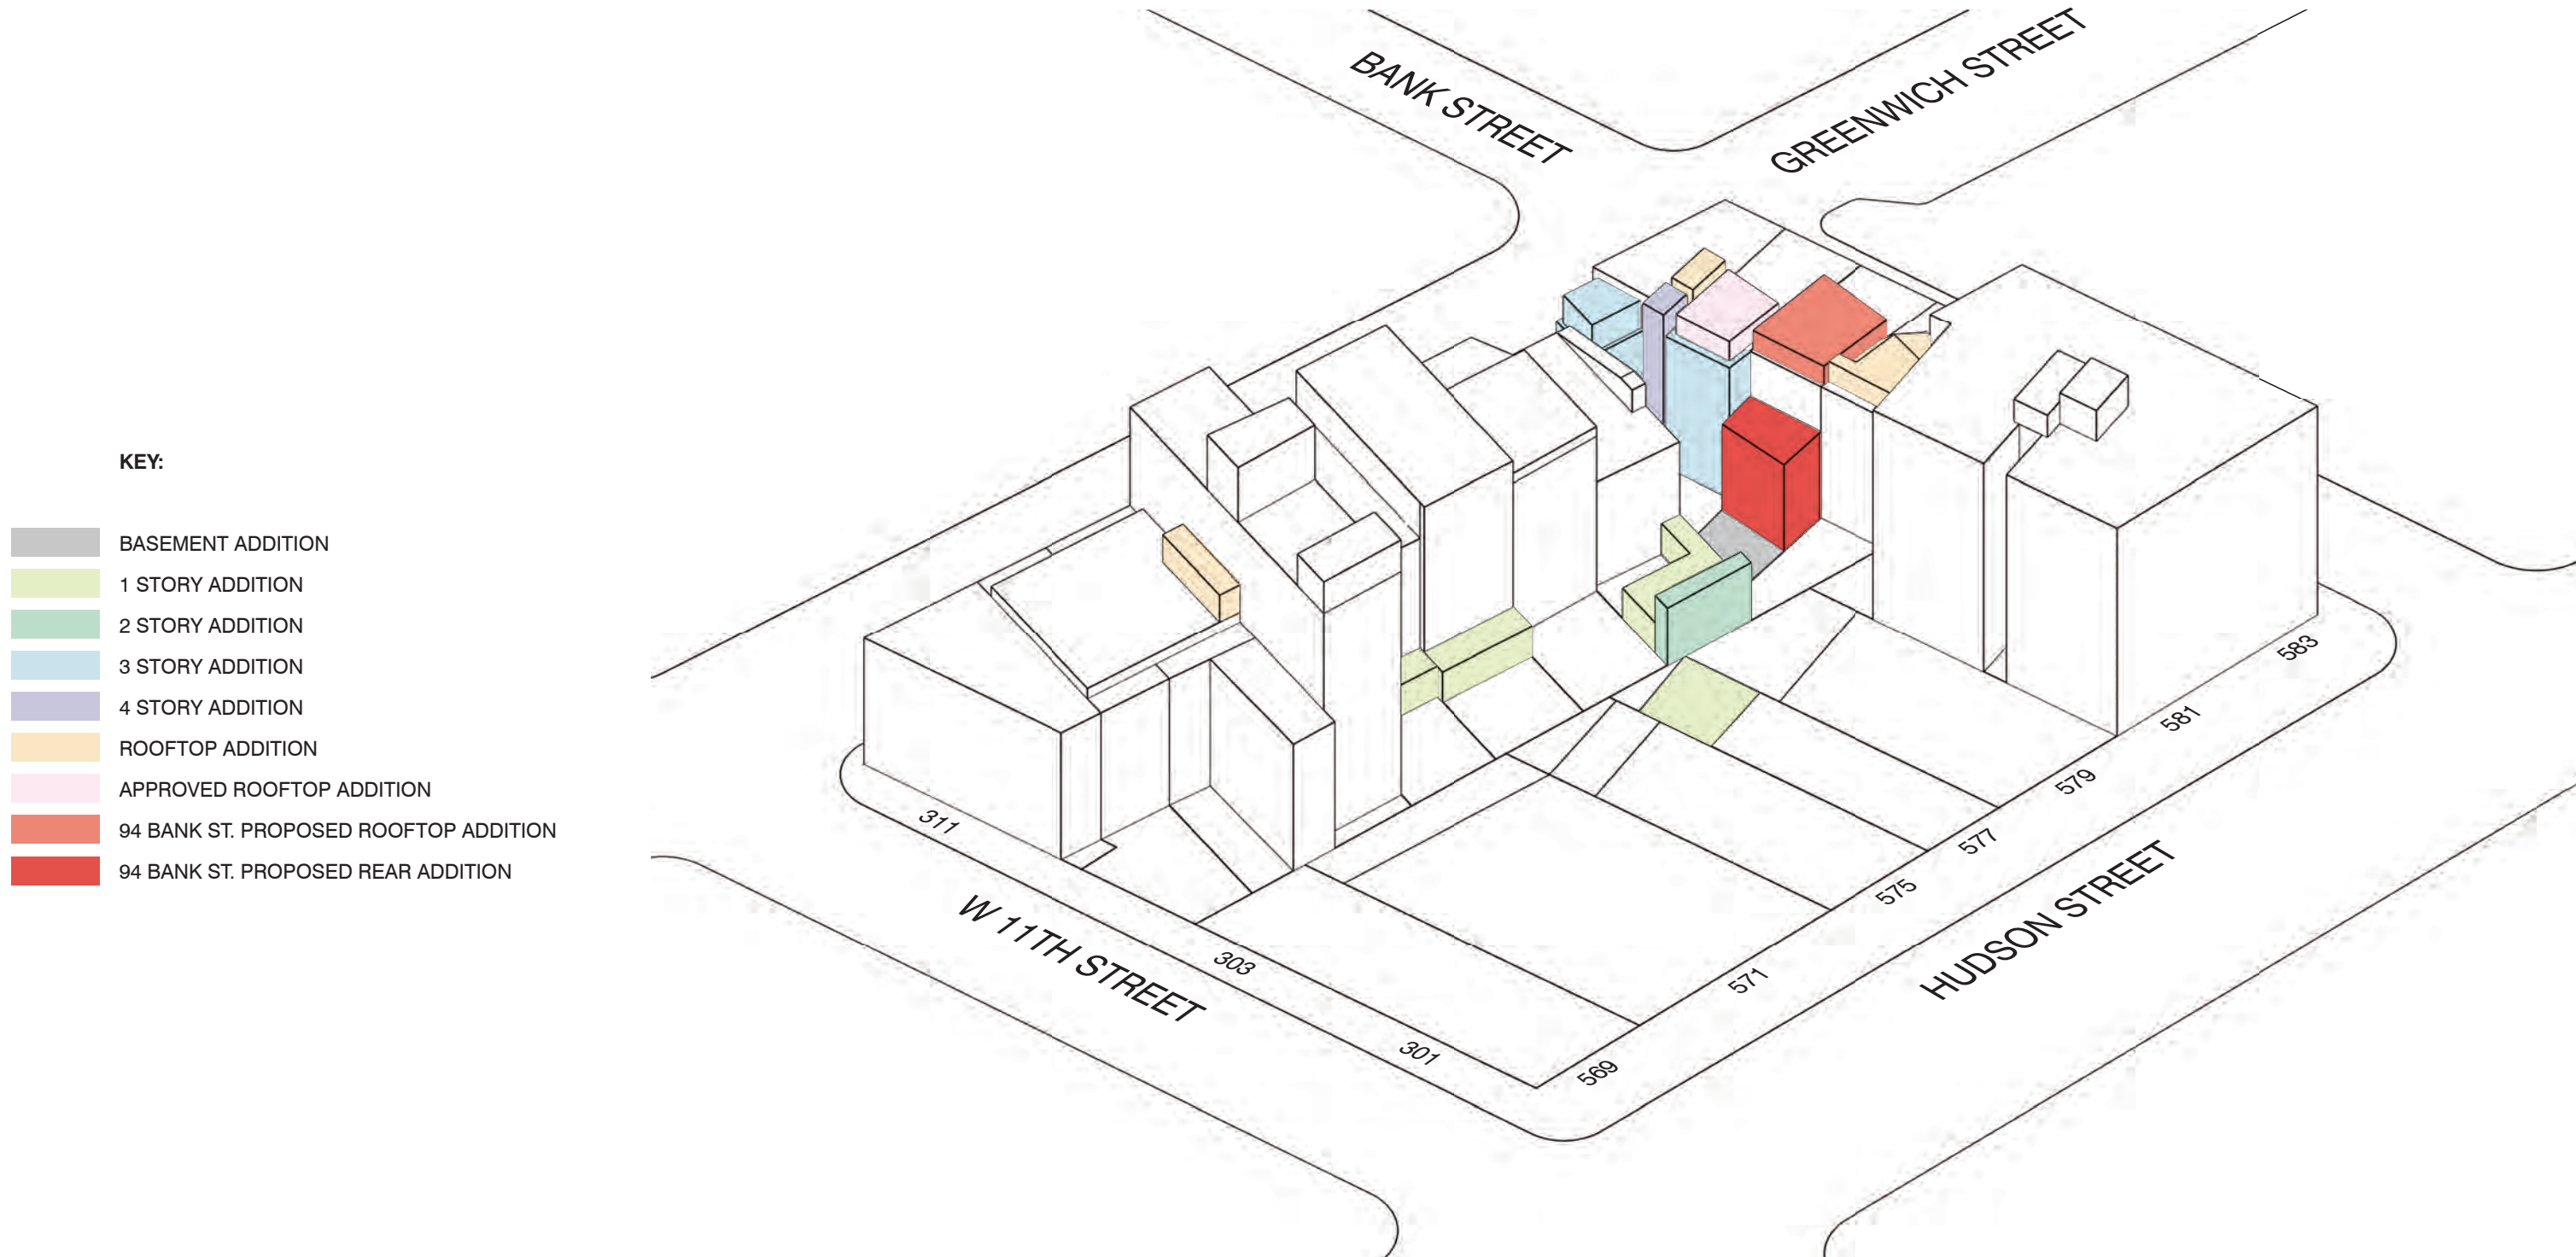 BANK STREET
GREENWICH STREET
KEY:
BASEMENT ADDITION
1 STORY ADDITION
2 STORY ADDITION
3 STORY ADDITION
4 STORY ADDITION
ROOFTOP ADDITION
APPROVED ROOFTOP ADDITION
94 BANK ST. PROPOSED ROOFTOP ADDITION
94 BANK ST. PROPOSED REAR ADDITION
311
303
301
W 11TH STREET
569
571
575
577
579
581
583
HUDSON STREET